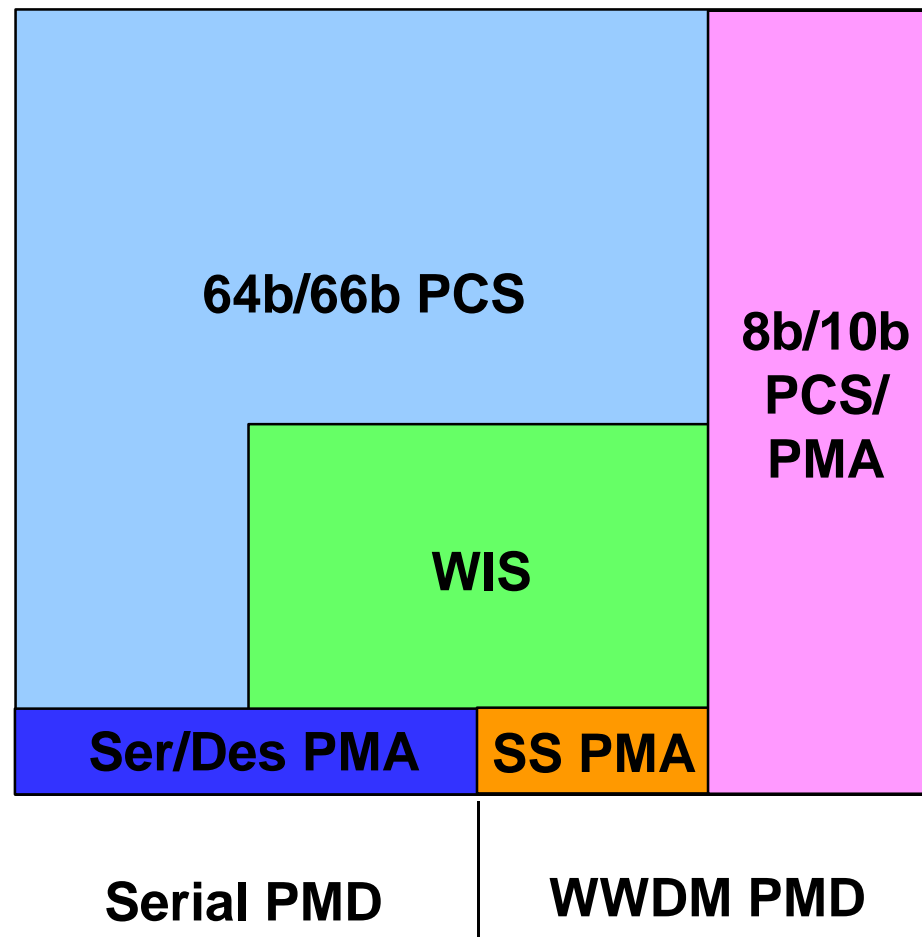 64b/66b PCS
8b/10b
PCS/
PMA
WIS
Ser/Des PMA
SS PMA
Serial PMD
WWDM PMD